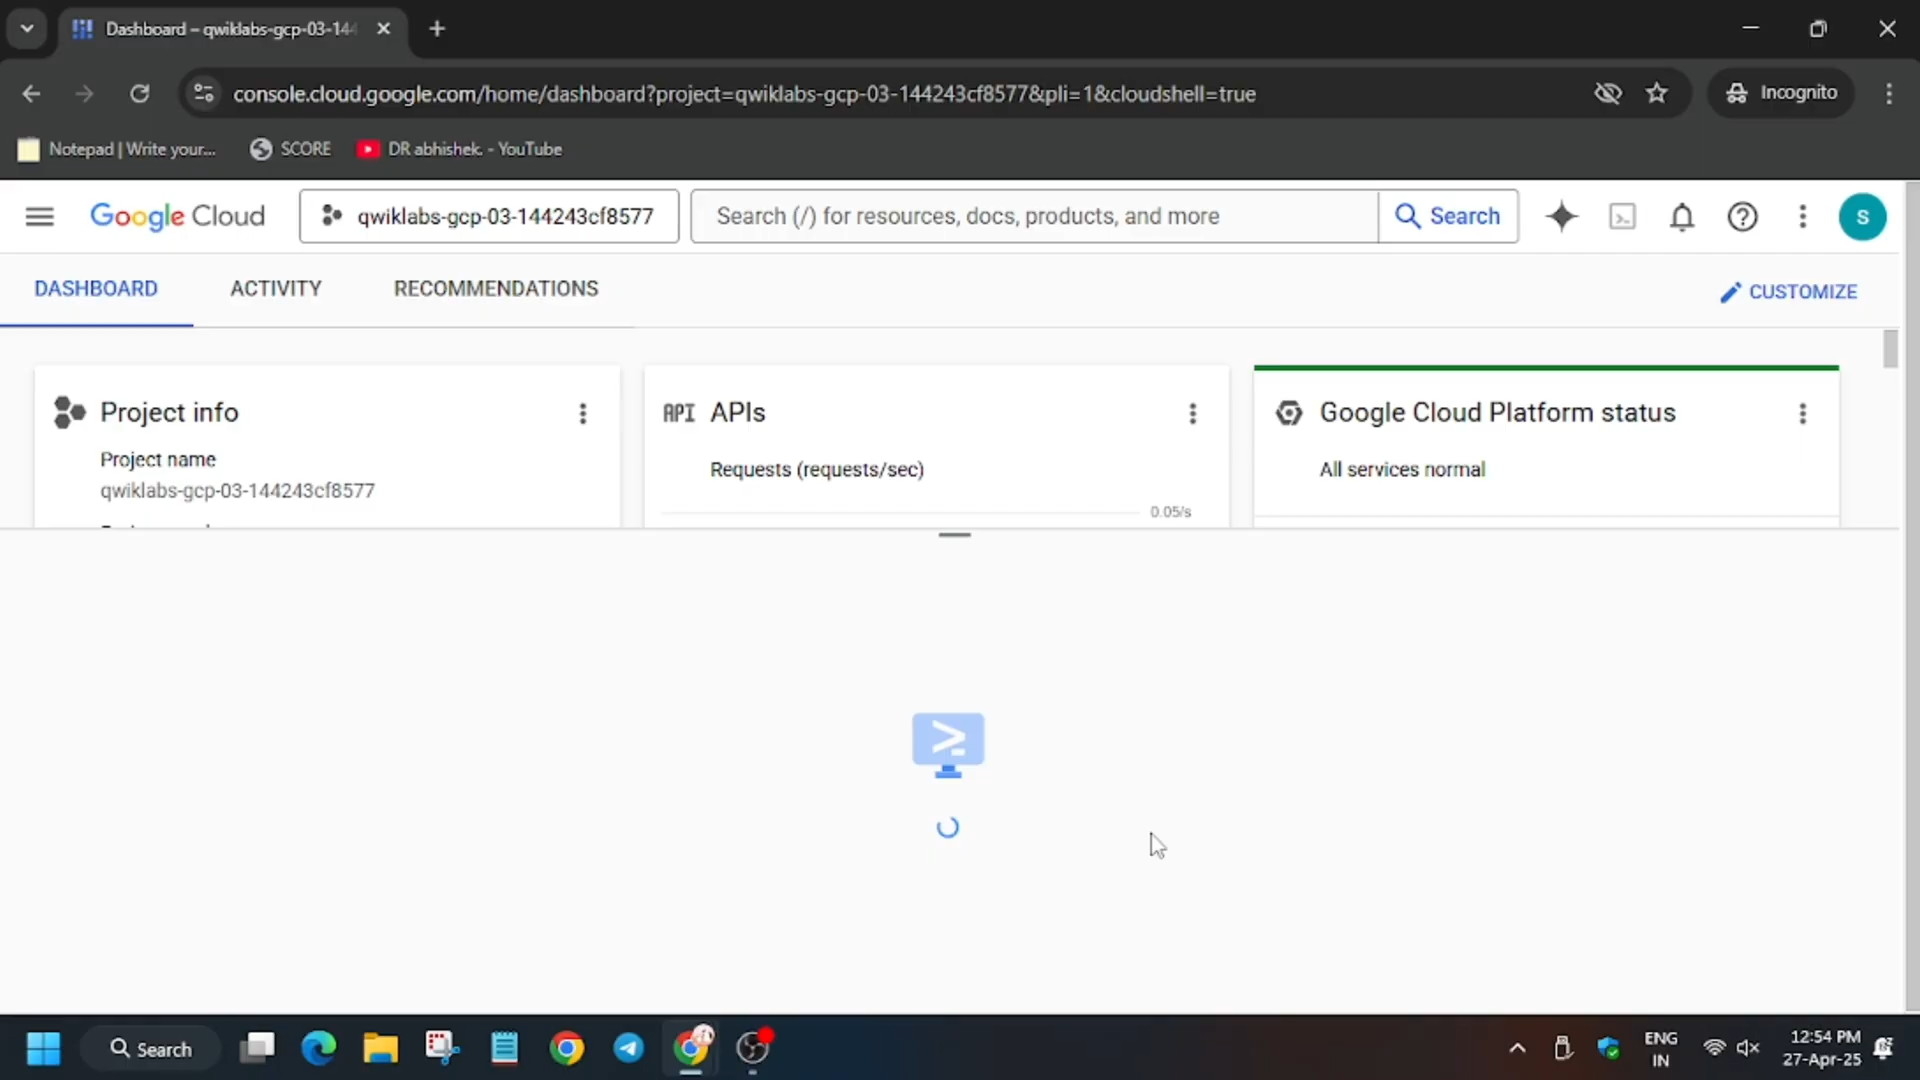 Dashboard – qwiklabs-gcp-03-144
console.cloud.google.com/home/dashboard?project=qwiklabs-gcp-03-144243cf8577&pli=1&cloudshell=true
Incognito
Notepad | Write your...
SCORE
DR abhishek. - YouTube
Google Cloud
qwiklabs-gcp-03-144243cf8577
Search (/) for resources, docs, products, and more
Search
S
DASHBOARD
ACTIVITY
RECOMMENDATIONS
CUSTOMIZE
Project info
Project name
qwiklabs-gcp-03-144243cf8577
API APIs
Requests (requests/sec)
0.05/s
Google Cloud Platform status
All services normal
Search
ENG
IN
12:54 PM
27-Apr-25